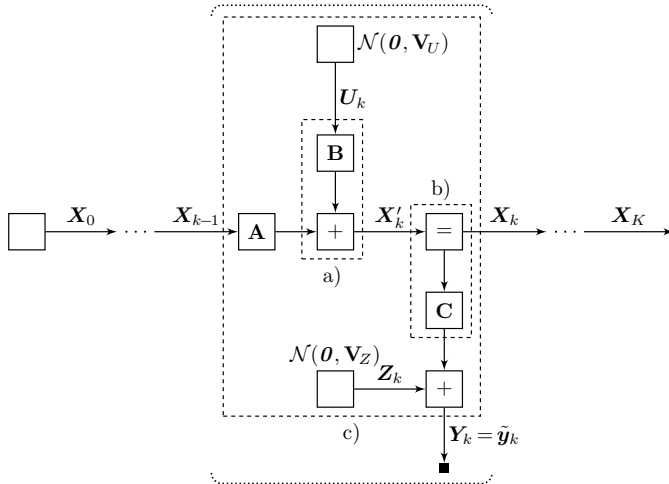 𝒩(𝟎, 𝐕_U)
𝑼_k
𝐁
b)
𝑿_0 ··· 𝑿_{k−1} 𝐀 + 𝑿′_k = 𝑿_k ··· 𝑿_K
a)
𝐂
𝒩(𝟎, 𝐕_Z)
𝒁_k +
c) 𝒀_k = 𝒚̃_k